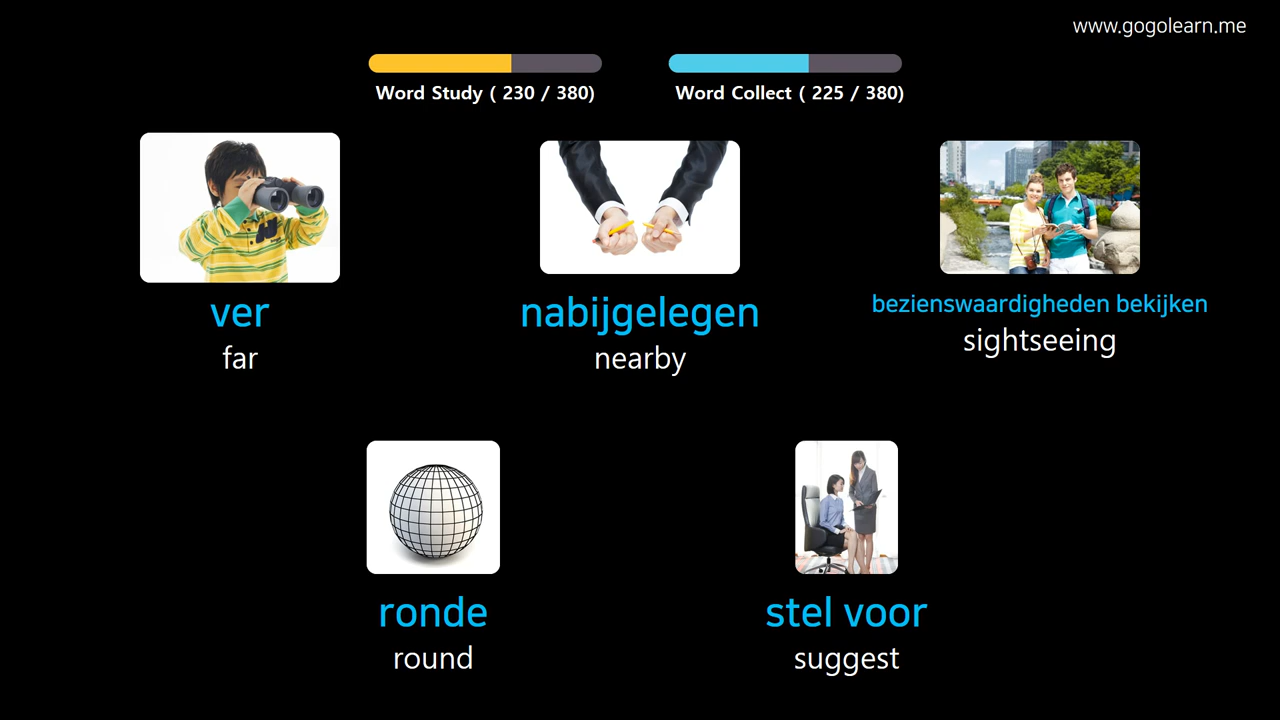 www.gogolearn.me
Word Study ( 230 / 380)
Word Collect ( 225 / 380)
ver
far
nabijgelegen
nearby
bezienswaardigheden bekijken
sightseeing
ronde
round
stel voor
suggest